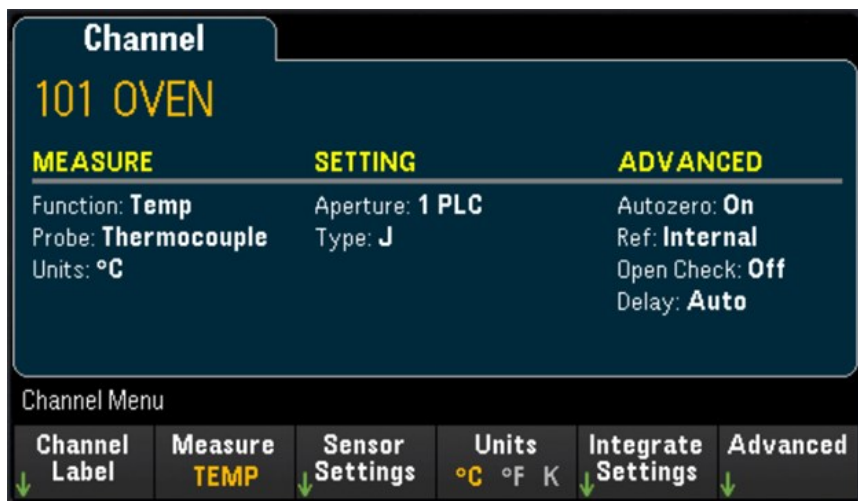 Channel
101 OVEN
MEASURE SETTING ADVANCED
Function: Temp Aperture: 1 PLC Autozero: On
Probe: Thermocouple Type: J Ref: Internal
Units: °C Open Check: Off
Delay: Auto
Channel Menu
Channel Measure Sensor Units Integrate Advanced
Label TEMP Settings °C °F K Settings